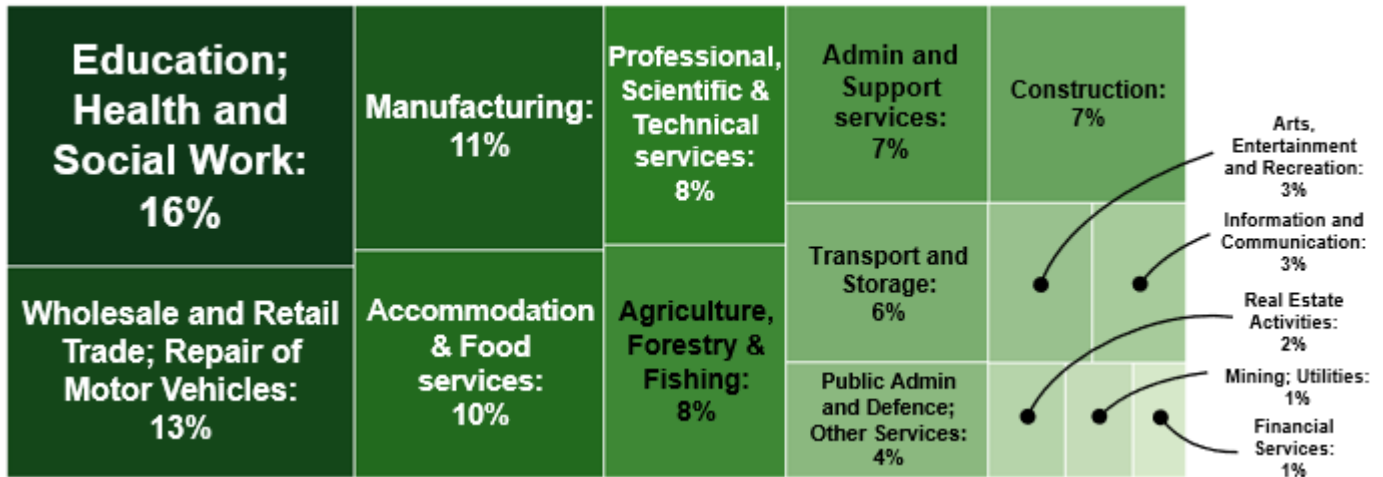 Education;
Health and
Social Work:
16%
Wholesale and Retail
Trade; Repair of
Motor Vehicles:
13%
Manufacturing:
11%
Accommodation
& Food
services:
10%
Professional,
Scientific &
Technical
services:
8%
Agriculture,
Forestry &
Fishing:
8%
Admin and
Support
services:
7%
Construction:
7%
Transport and
Storage:
6%
Public Admin
and Defence;
Other Services:
4%
Arts,
Entertainment
and Recreation:
3%
Information and
Communication:
3%
Real Estate
Activities:
2%
Mining; Utilities:
1%
Financial
Services:
1%